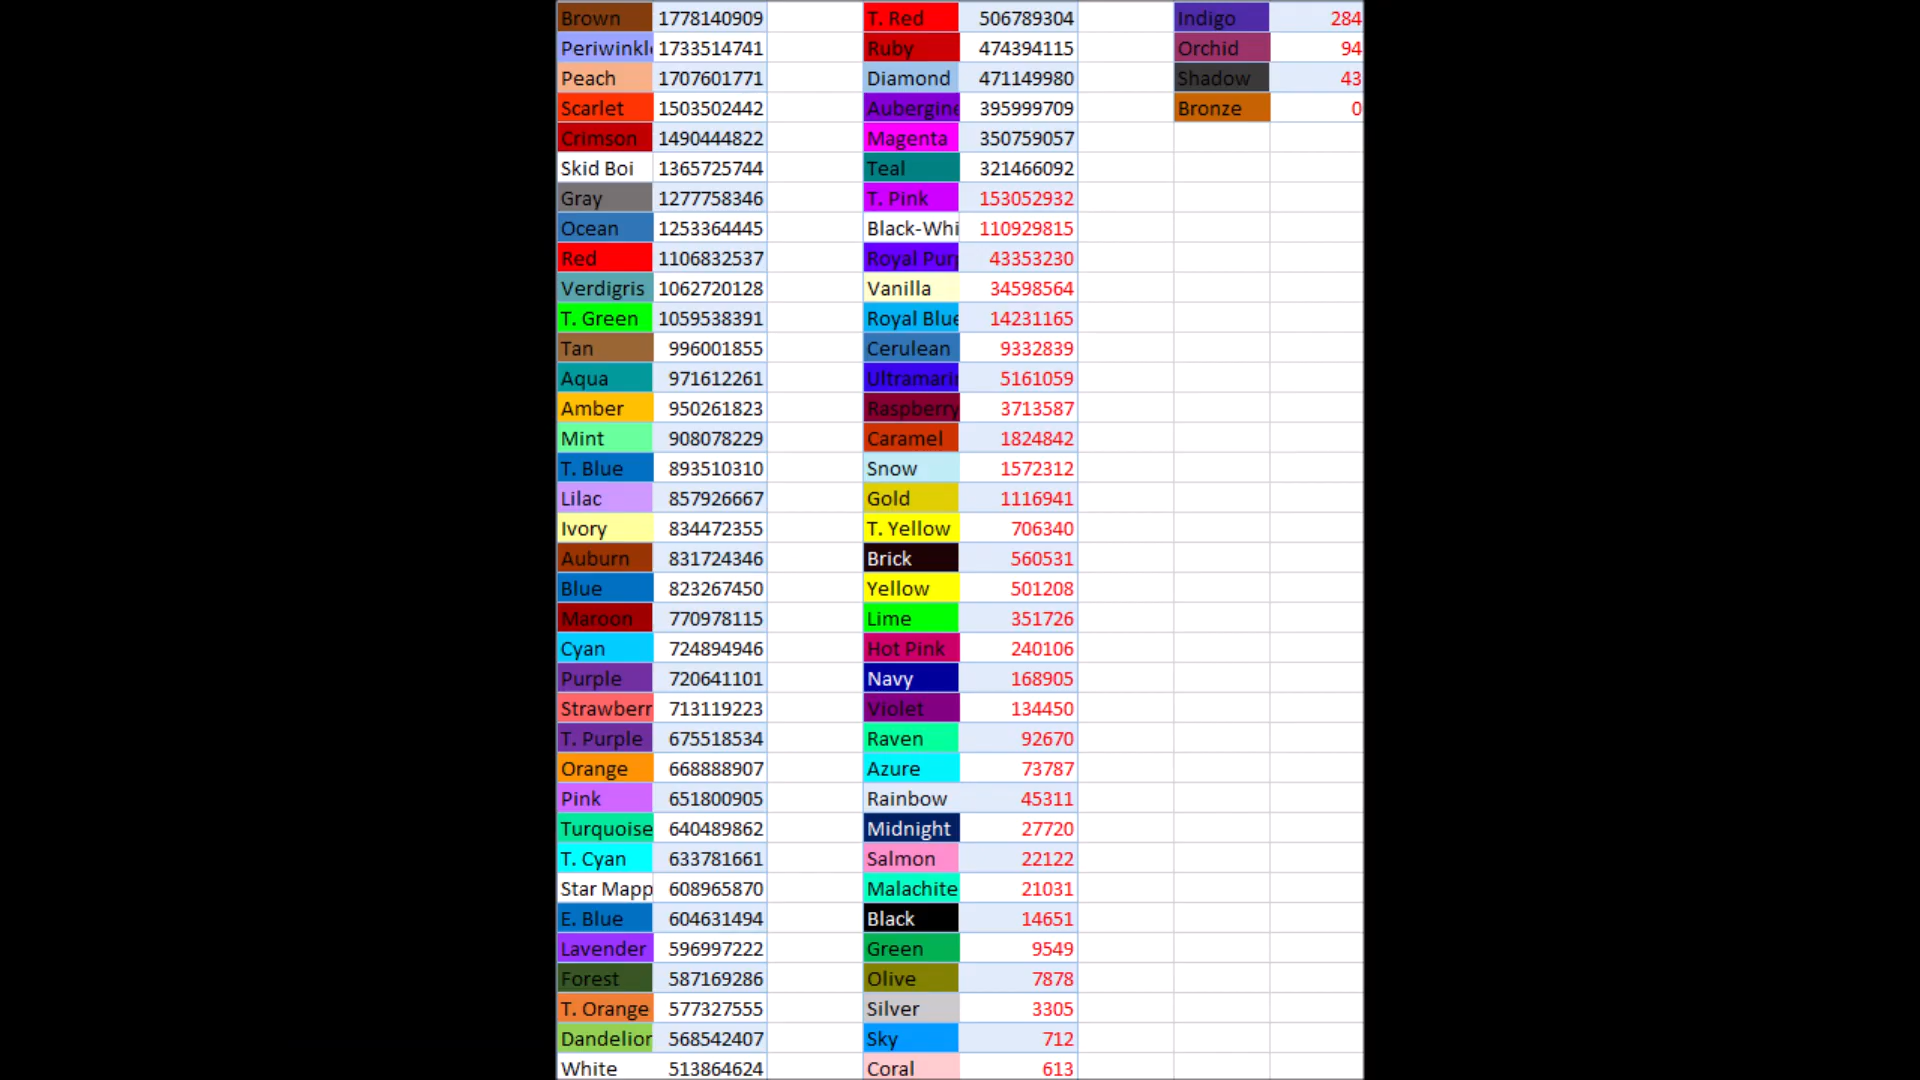 Brown 1778140909
Periwinkl 1733514741
Peach 1707601771
Scarlet 1503502442
Crimson 1490444822
Skid Boi 1365725744
Gray 1277758346
Ocean 1253364445
Red 1106832537
Verdigris 1062720128
T. Green 1059538391
Tan 996001855
Aqua 971612261
Amber 950261823
Mint 908078229
T. Blue 893510310
Lilac 857926667
Ivory 834472355
Auburn 831724346
Blue 823267450
Maroon 770978115
Cyan 724894946
Purple 720641101
Strawberr 713119223
T. Purple 675518534
Orange 668888907
Pink 651800905
Turquoise 640489862
T. Cyan 633781661
Star Mapp 608965870
E. Blue 604631494
Lavender 596997222
Forest 587169286
T. Orange 577327555
Dandelion 568542407
White 513864624
T. Red 506789304
Ruby 474394115
Diamond 471149980
Aubergine 395999709
Magenta 350759057
Teal 321466092
T. Pink 153052932
Black-Whi 110929815
Royal Purp 43353230
Vanilla 34598564
Royal Blue 14231165
Cerulean 9332839
Ultramari 5161059
Raspberry 3713587
Caramel 1824842
Snow 1572312
Gold 1116941
T. Yellow 706340
Brick 560531
Yellow 501208
Lime 351726
Hot Pink 240106
Navy 168905
Violet 134450
Raven 92670
Azure 73787
Rainbow 45311
Midnight 27720
Salmon 22122
Malachite 21031
Black 14651
Green 9549
Olive 7878
Silver 3305
Sky 712
Coral 613
Indigo 284
Orchid 94
Shadow 43
Bronze 0